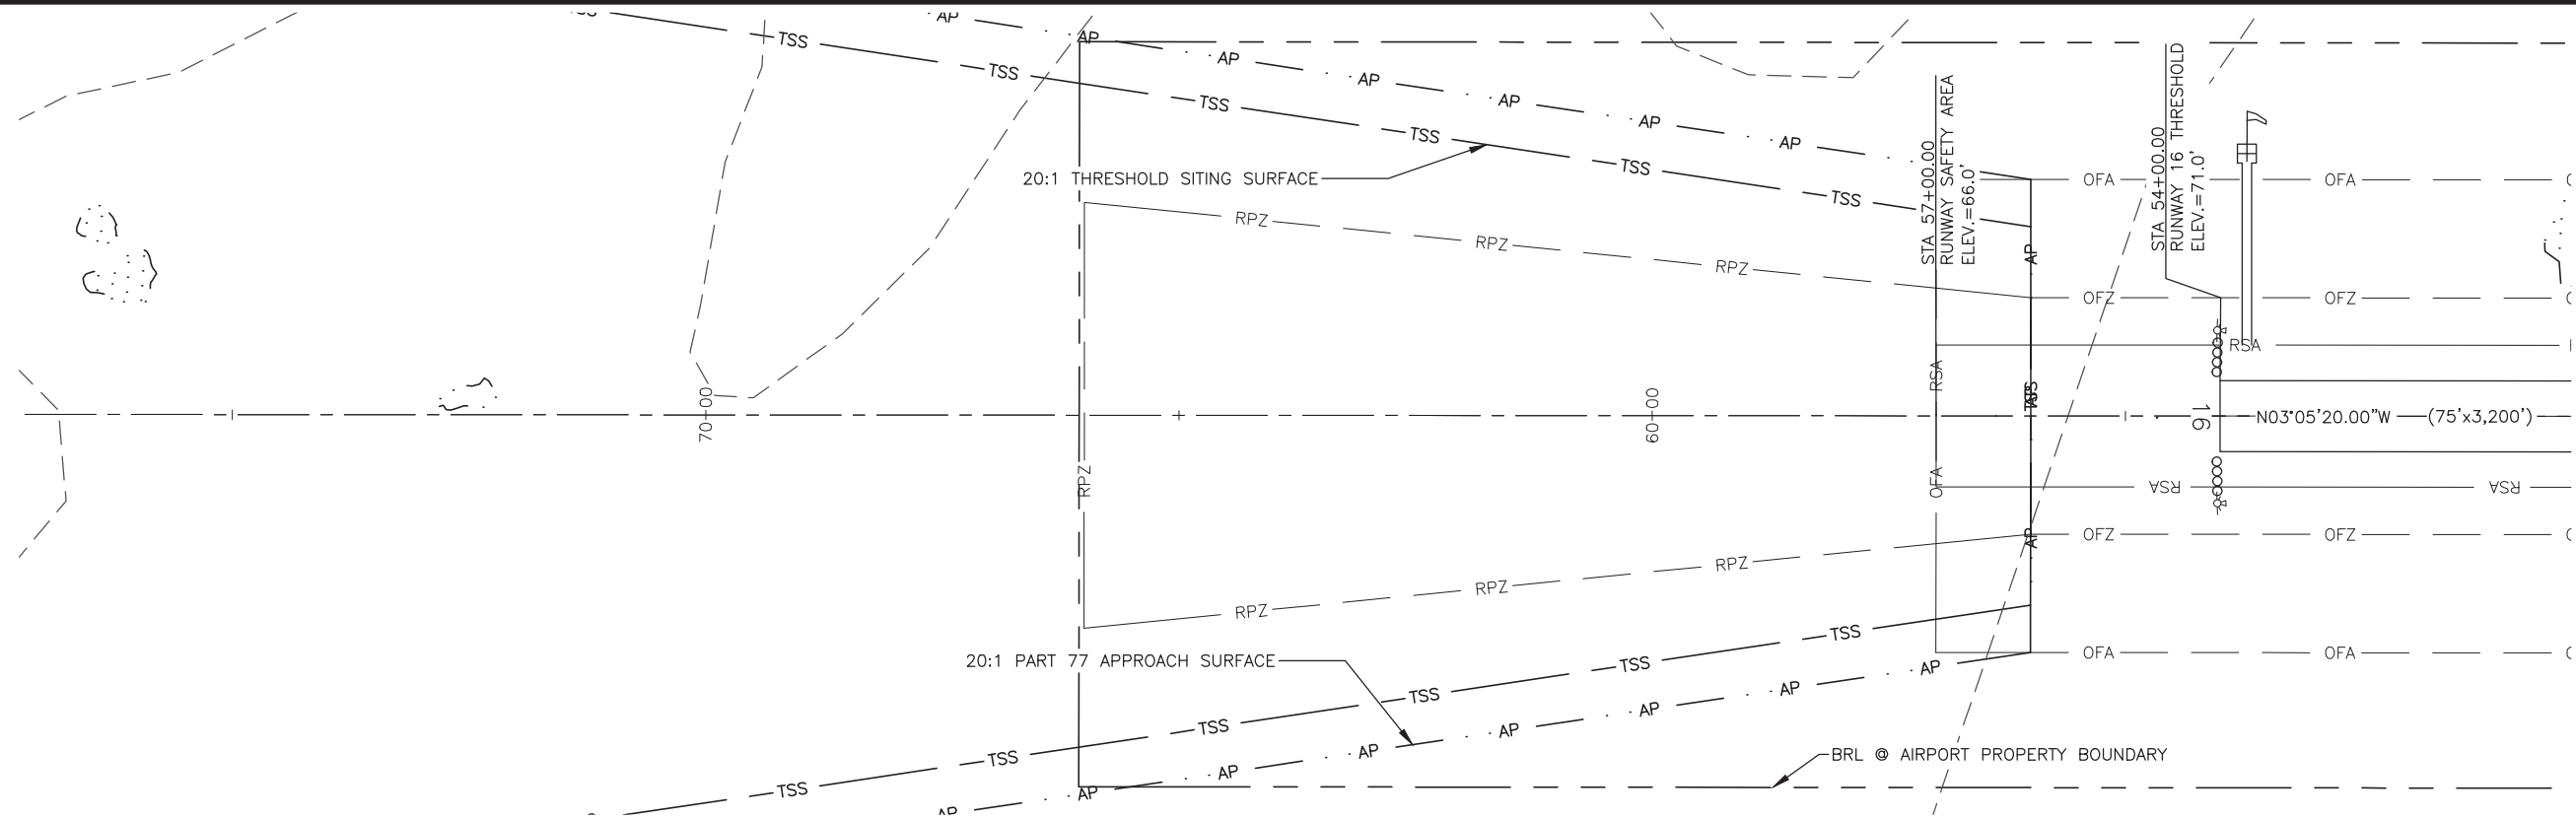 TSS
AP
AP
TSS AP
TSS AP
TSS AP
TSS AP
TSS AP
TSS
20:1 THRESHOLD SITING SURFACE
STA 57+00.00
RUNWAY SAFETY AREA
ELEV.=66.0'
STA 54+00.00
RUNWAY 16 THRESHOLD
ELEV.=71.0'
OFA OFA
RPZ RPZ RPZ
AP
OFZ OFZ
RSA
RSA
70+00
60+00
TSS
16
N03°05'20.00"W (75'x3,200')
RPZ
OFA
RSA RSA
AP
OFZ OFZ
RPZ RPZ RPZ
TSS
OFA OFA
20:1 PART 77 APPROACH SURFACE
TSS AP
TSS AP
TSS AP
TSS AP
TSS AP
AP
AP
BRL @ AIRPORT PROPERTY BOUNDARY